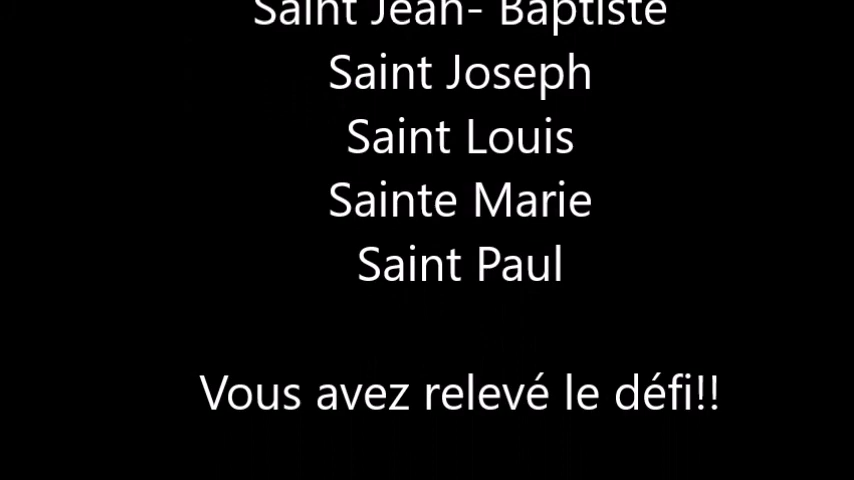 Saint Jean- Baptiste
Saint Joseph
Saint Louis
Sainte Marie
Saint Paul
Vous avez relevé le défi!!